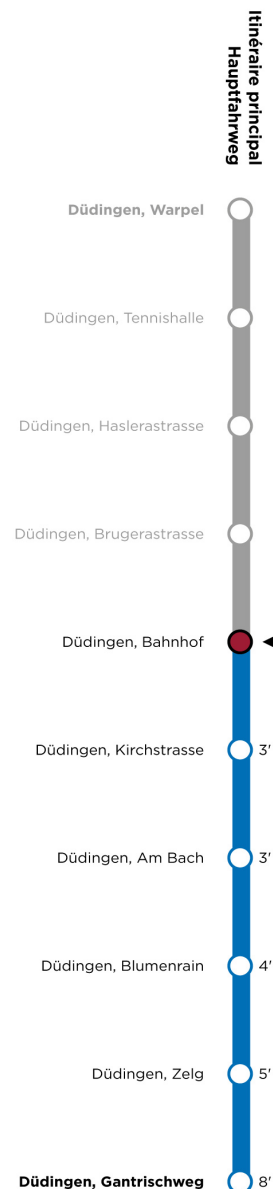 Itinéraire principal
Hauptfahrweg
Düdingen, Warpel
Düdingen, Tennishalle
Düdingen, Haslerastrasse
Düdingen, Brugerastrasse
Düdingen, Bahnhof
Düdingen, Kirchstrasse 3'
Düdingen, Am Bach 3'
Düdingen, Blumenrain 4'
Düdingen, Zelg 5'
Düdingen, Gantrischweg 8'